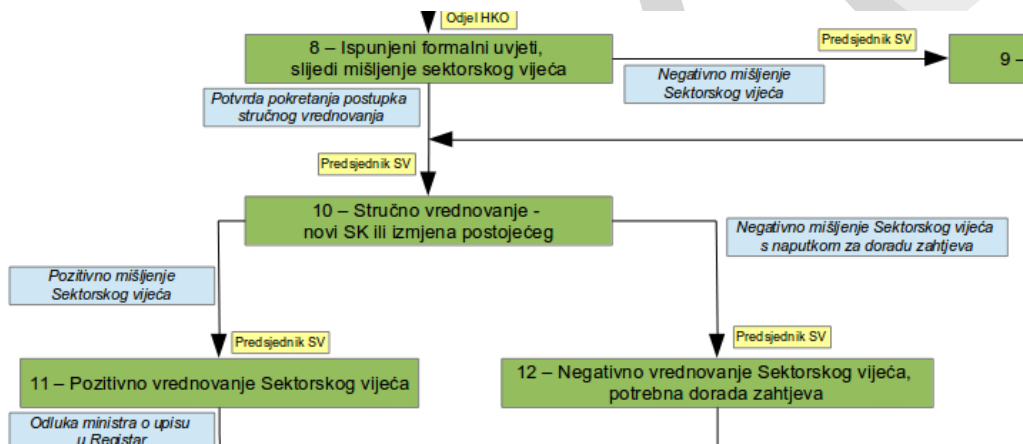 Odjel HKO
8 – Ispunjeni formalni uvjeti,
slijedi mišljenje sektorskog vijeća
Predsjednik SV
9 –
Negativno mišljenje
Sektorskog vijeća
Potvrda pokretanja postupka
stručnog vrednovanja
Predsjednik SV
10 – Stručno vrednovanje -
novi SK ili izmjena postojećeg
Negativno mišljenje Sektorskog vijeća
s naputkom za doradu zahtjeva
Pozitivno mišljenje
Sektorskog vijeća
Predsjednik SV
Predsjednik SV
11 – Pozitivno vrednovanje Sektorskog vijeća
12 – Negativno vrednovanje Sektorskog vijeća,
potrebna dorada zahtjeva
Odluka ministra o upisu
u Registar